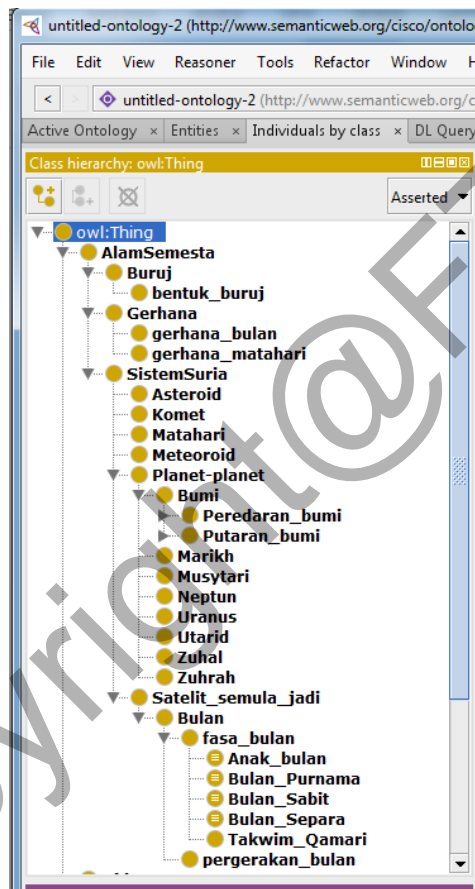 untitled-ontology-2 (http://www.semanticweb.org/cisco/ontolo
File Edit View Reasoner Tools Refactor Window H
< > untitled-ontology-2 (http://www.semanticweb.org/c
Active Ontology × Entities × Individuals by class × DL Query
Class hierarchy: owl:Thing
Asserted
owl:Thing
AlamSemesta
Buruj
bentuk_buruj
Gerhana
gerhana_bulan
gerhana_matahari
SistemSuria
Asteroid
Komet
Matahari
Meteoroid
Planet-planet
Bumi
Peredaran_bumi
Putaran_bumi
Marikh
Musytari
Neptun
Uranus
Utarid
Zuhal
Zuhrah
Satelit_semula_jadi
Bulan
fasa_bulan
Anak_bulan
Bulan_Purnama
Bulan_Sabit
Bulan_Separa
Takwim_Qamari
pergerakan_bulan
yright@FT